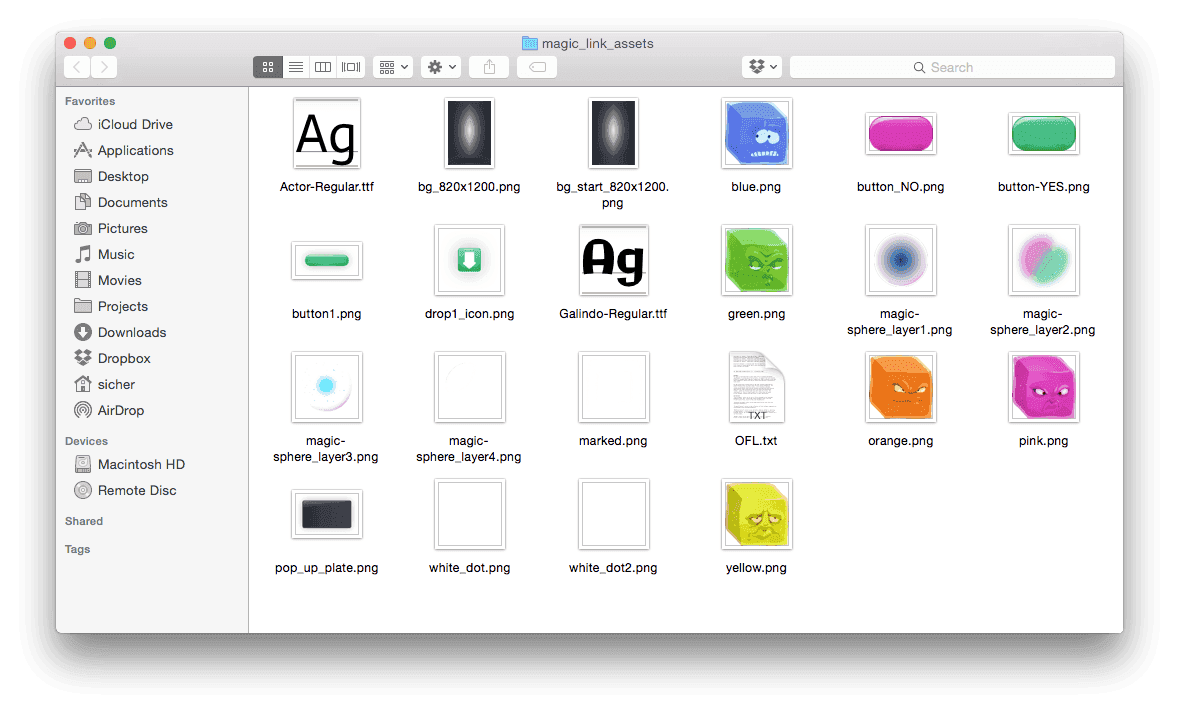 magic_link_assets
Search
Favorites
iCloud Drive
Applications
Desktop
Documents
Pictures
Music
Movies
Projects
Downloads
Dropbox
sicher
AirDrop
Devices
Macintosh HD
Remote Disc
Shared
Tags
Ag
Ag
TXT
Actor-Regular.ttf
bg_820x1200.png
bg_start_820x1200.
png
blue.png
button_NO.png
button-YES.png
button1.png
drop1_icon.png
Galindo-Regular.ttf
green.png
magic-
sphere_layer1.png
magic-
sphere_layer2.png
magic-
sphere_layer3.png
magic-
sphere_layer4.png
marked.png
OFL.txt
orange.png
pink.png
pop_up_plate.png
white_dot.png
white_dot2.png
yellow.png